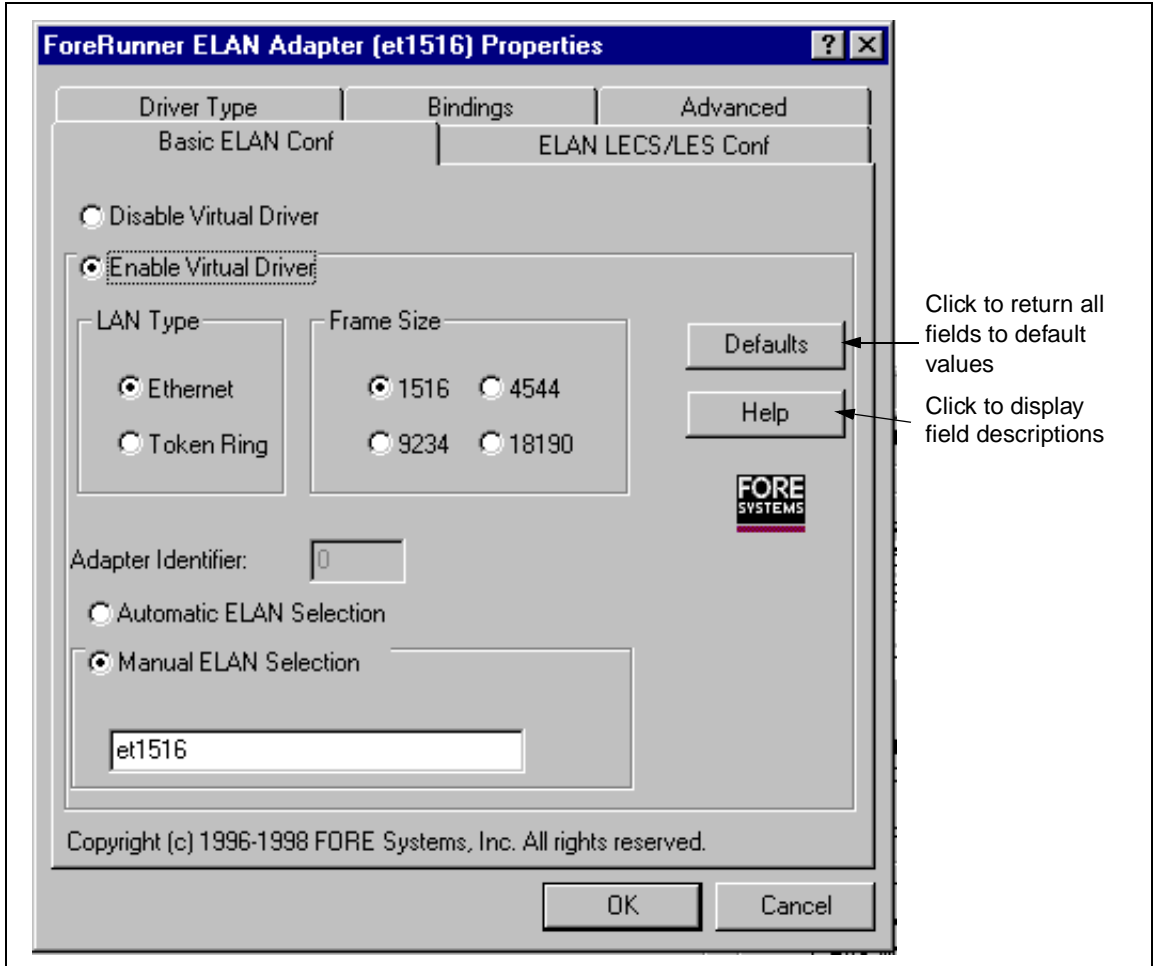 ForeRunner ELAN Adapter (et1516) Properties
Driver Type
Bindings
Advanced
Basic ELAN Conf
ELAN LECS/LES Conf
Disable Virtual Driver
Enable Virtual Driver
LAN Type
Ethernet
Token Ring
Frame Size
1516
4544
9234
18190
Defaults
Help
Click to return all
fields to default
values
Click to display
field descriptions
FORE
SYSTEMS
Adapter Identifier:
0
Automatic ELAN Selection
Manual ELAN Selection
et1516
Copyright (c) 1996-1998 FORE Systems, Inc. All rights reserved.
OK
Cancel